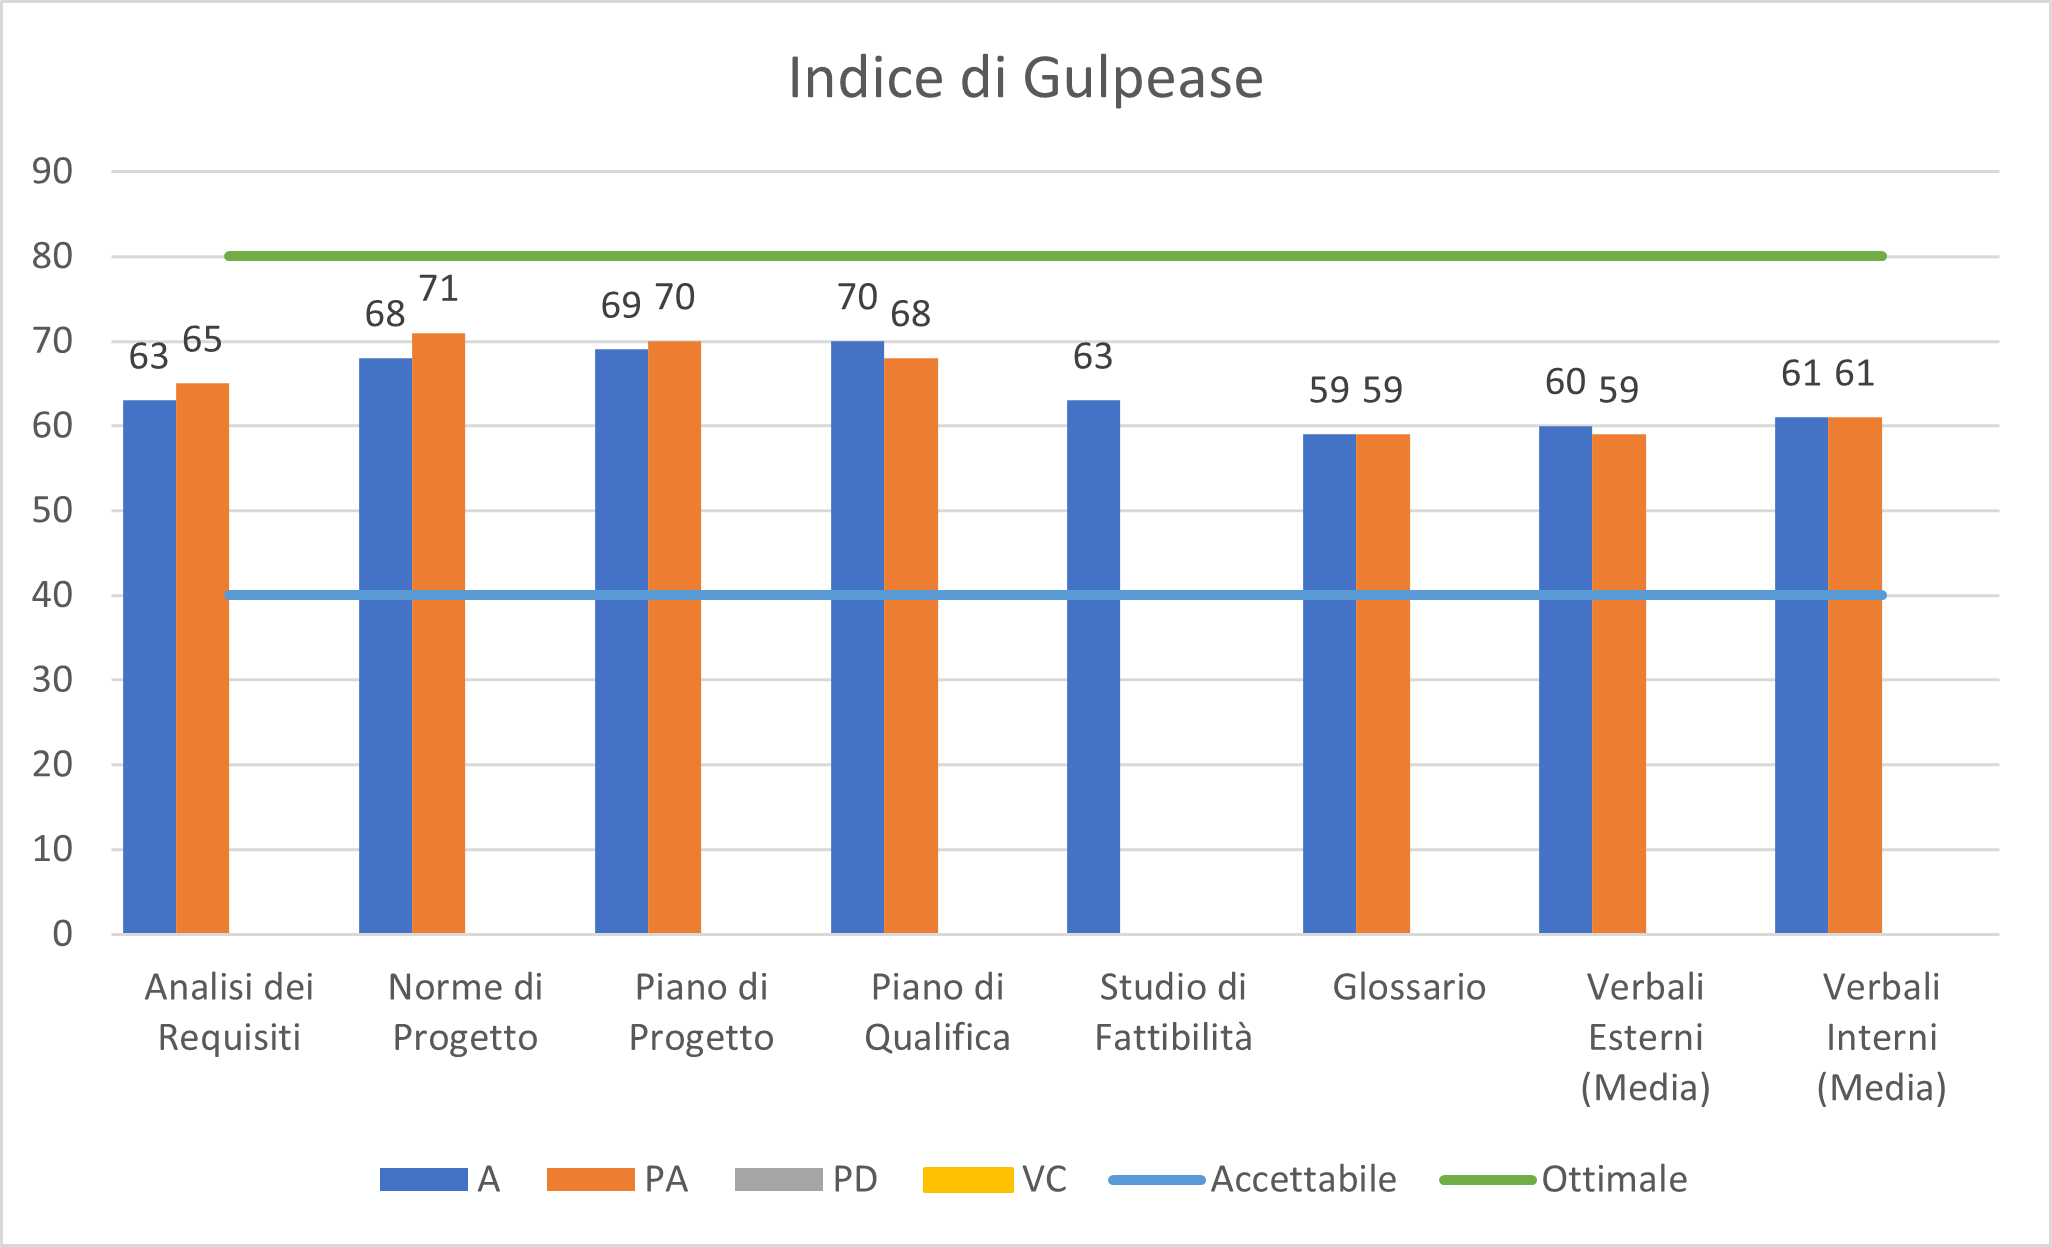 Indice di Gulpease
90
80
70
60
50
40
30
20
10
0
63 65
68 71
69 70
70 68
63
59 59
60 59
61 61
Analisi dei
Requisiti
Norme di
Progetto
Piano di
Progetto
Piano di
Qualifica
Studio di
Fattibilità
Glossario
Verbali
Esterni
(Media)
Verbali
Interni
(Media)
A PA PD VC Accettabile Ottimale